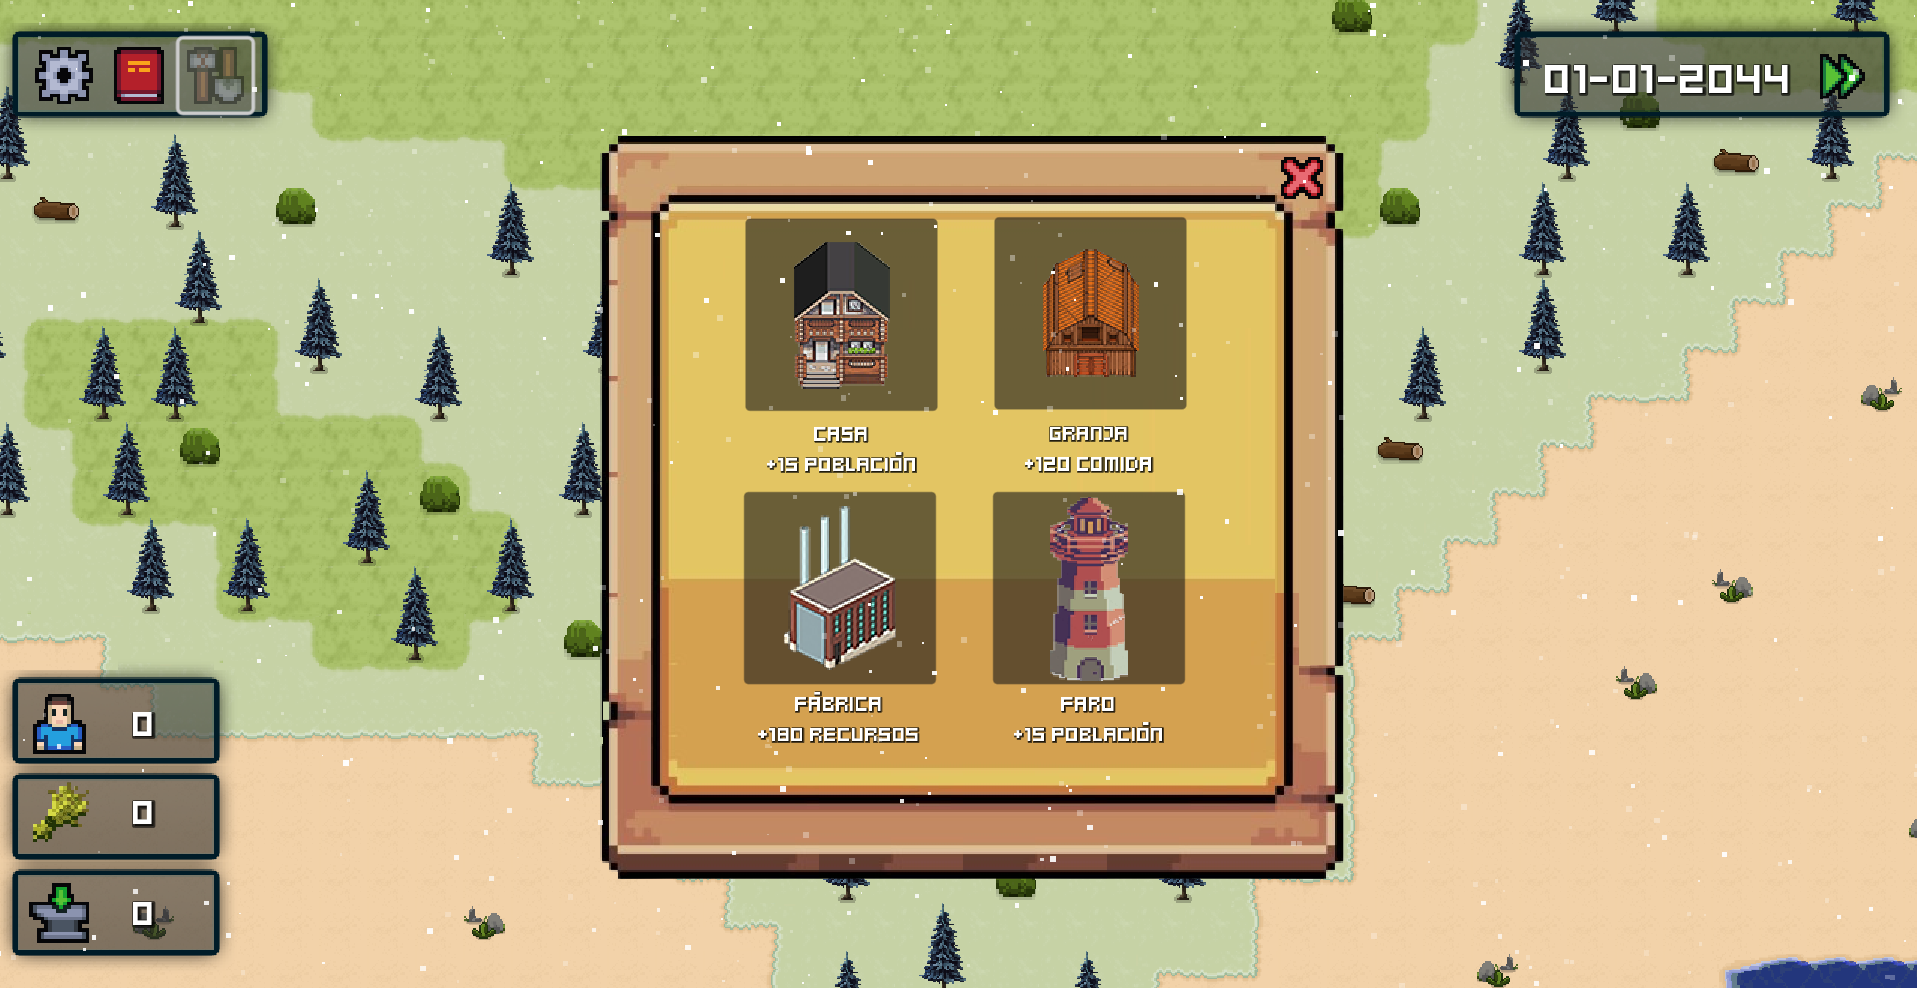 01-01-2044
CASA
+15 POBLACIÓN
GRANJA
+120 COMIDA
FÁBRICA
+180 RECURSOS
FARO
+15 POBLACIÓN
0
0
0